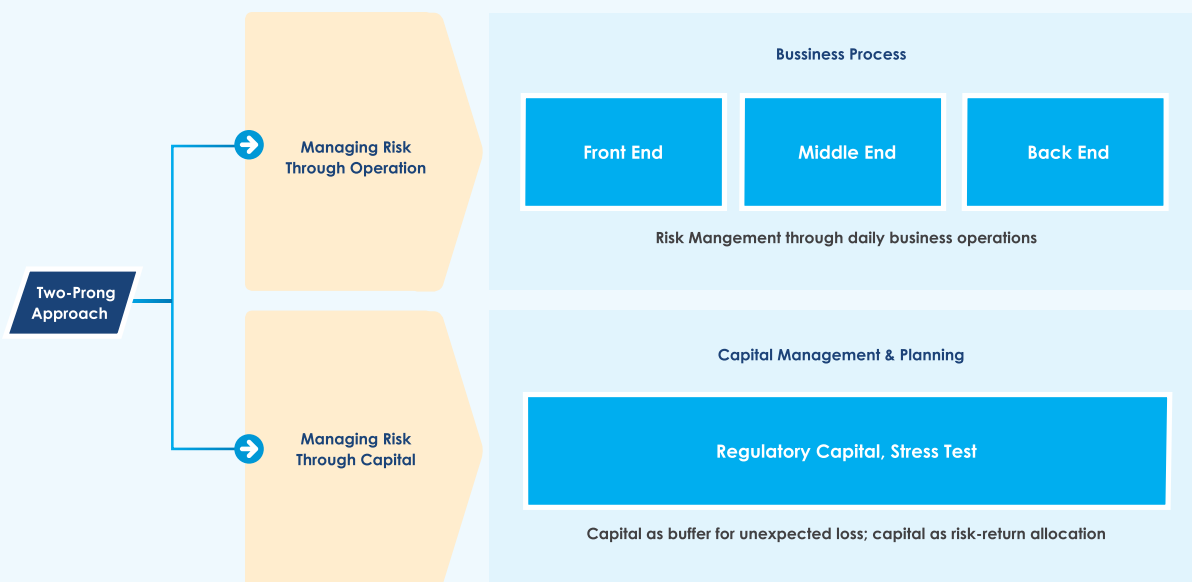 Two-Prong
Approach
Managing Risk
Through Operation
Bussiness Process
Front End
Middle End
Back End
Risk Mangement through daily business operations
Managing Risk
Through Capital
Capital Management & Planning
Regulatory Capital, Stress Test
Capital as buffer for unexpected loss; capital as risk-return allocation